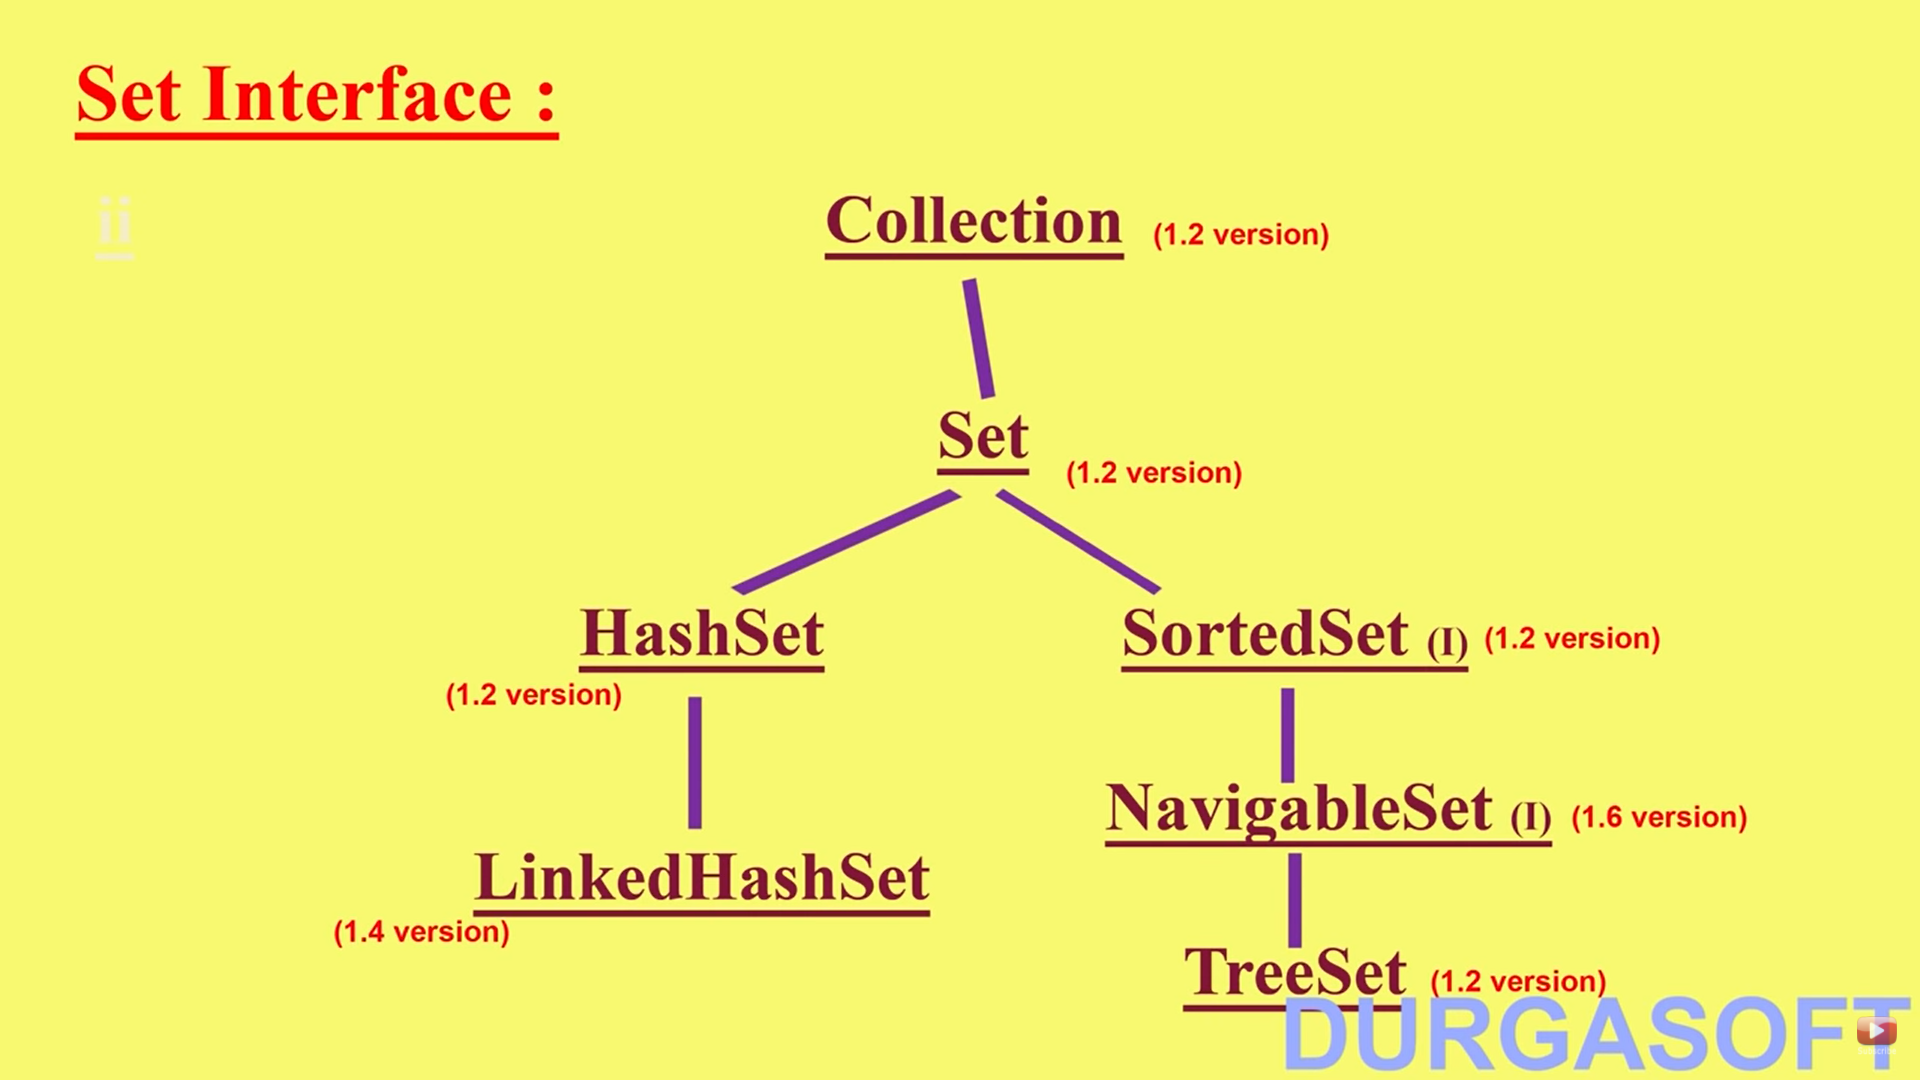 Set Interface :
ii
Collection (1.2 version)
Set (1.2 version)
HashSet
(1.2 version)
SortedSet (I) (1.2 version)
NavigableSet (I) (1.6 version)
LinkedHashSet
(1.4 version)
TreeSet (1.2 version)
DURGASOFT